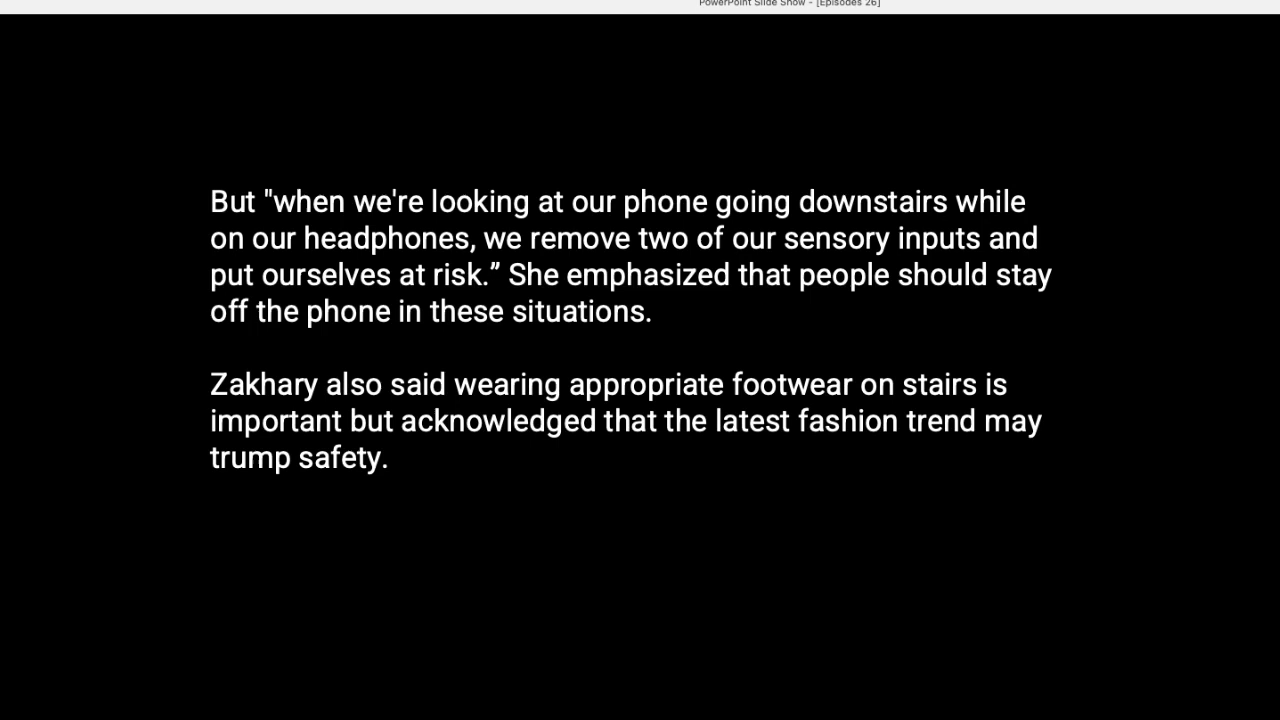 PowerPoint Slide Show - [Episodes 26]
But "when we're looking at our phone going downstairs while
on our headphones, we remove two of our sensory inputs and
put ourselves at risk.” She emphasized that people should stay
off the phone in these situations.
Zakhary also said wearing appropriate footwear on stairs is
important but acknowledged that the latest fashion trend may
trump safety.